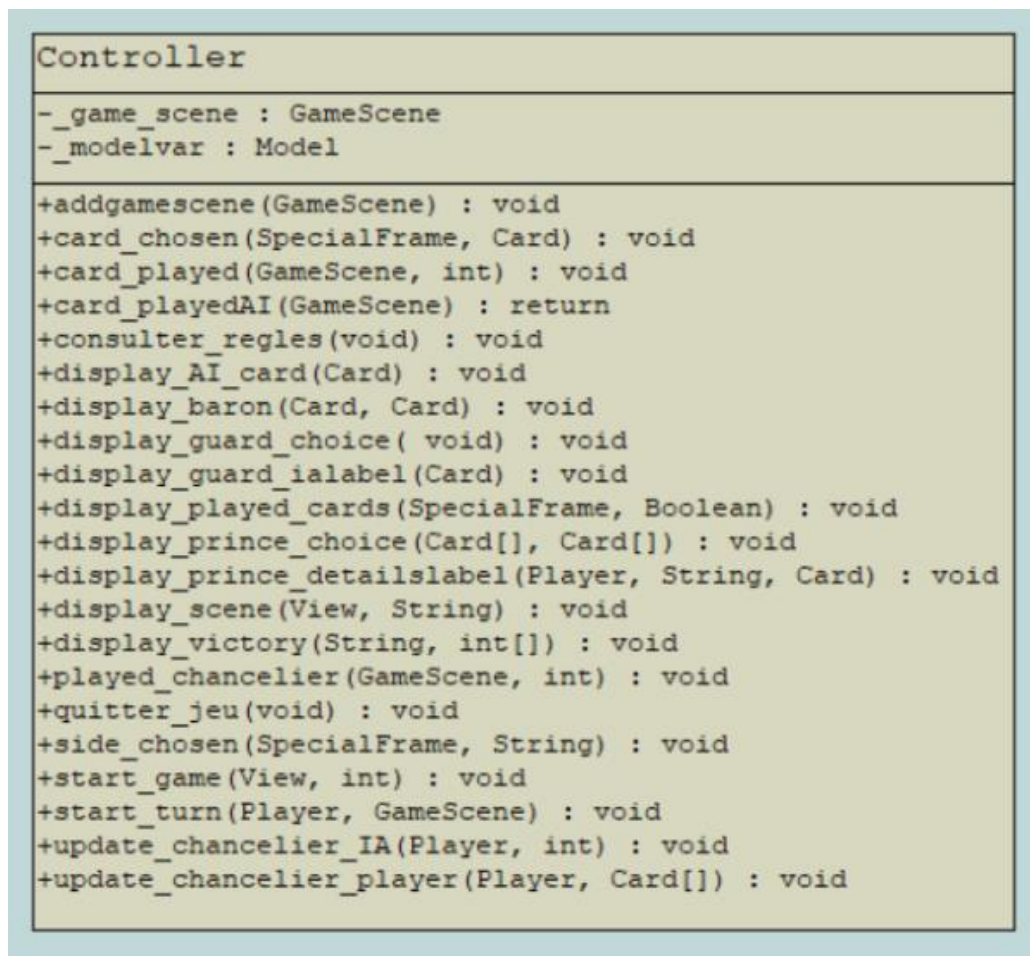 Controller
-_game_scene : GameScene
-_modelvar : Model
+addgamescene(GameScene) : void
+card_chosen(SpecialFrame, Card) : void
+card_played(GameScene, int) : void
+card_playedAI(GameScene) : return
+consulter_regles(void) : void
+display_AI_card(Card) : void
+display_baron(Card, Card) : void
+display_guard_choice( void) : void
+display_guard_ialabel(Card) : void
+display_played_cards(SpecialFrame, Boolean) : void
+display_prince_choice(Card[], Card[]) : void
+display_prince_detailslabel(Player, String, Card) : void
+display_scene(View, String) : void
+display_victory(String, int[]) : void
+played_chancelier(GameScene, int) : void
+quitter_jeu(void) : void
+side_chosen(SpecialFrame, String) : void
+start_game(View, int) : void
+start_turn(Player, GameScene) : void
+update_chancelier_IA(Player, int) : void
+update_chancelier_player(Player, Card[]) : void